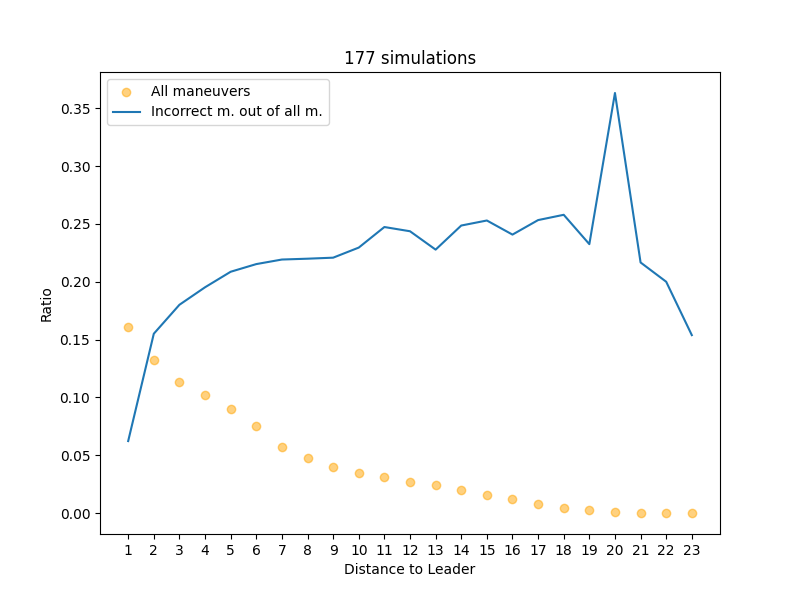 177 simulations
All maneuvers
Incorrect m. out of all m.
0.35
0.30
0.25
0.20
0.15
0.10
0.05
0.00
Ratio
1 2 3 4 5 6 7 8 9 10 11 12 13 14 15 16 17 18 19 20 21 22 23
Distance to Leader